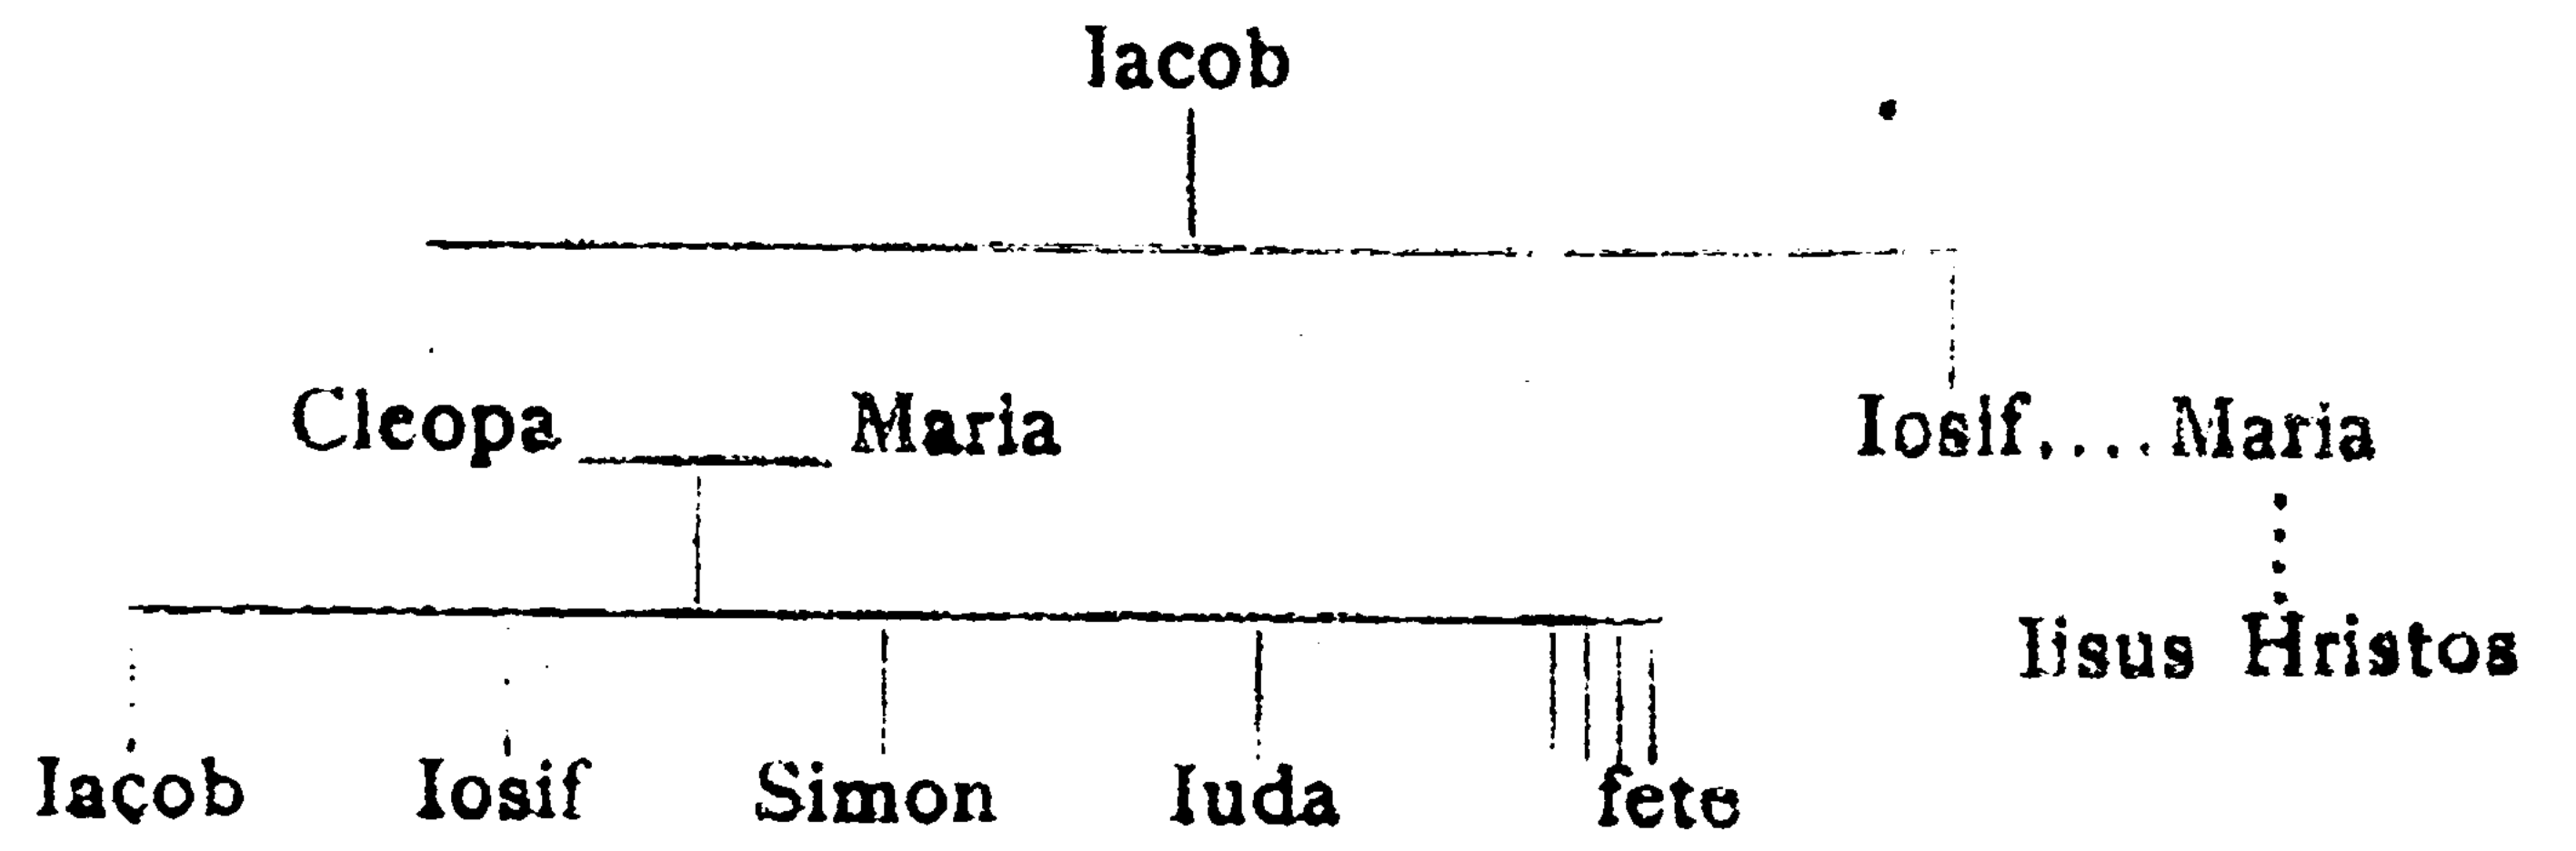 Iacob
Cleopa Maria Iosif.... Maria
Iisus Hristos
Iacob Iosif Simon Iuda fete